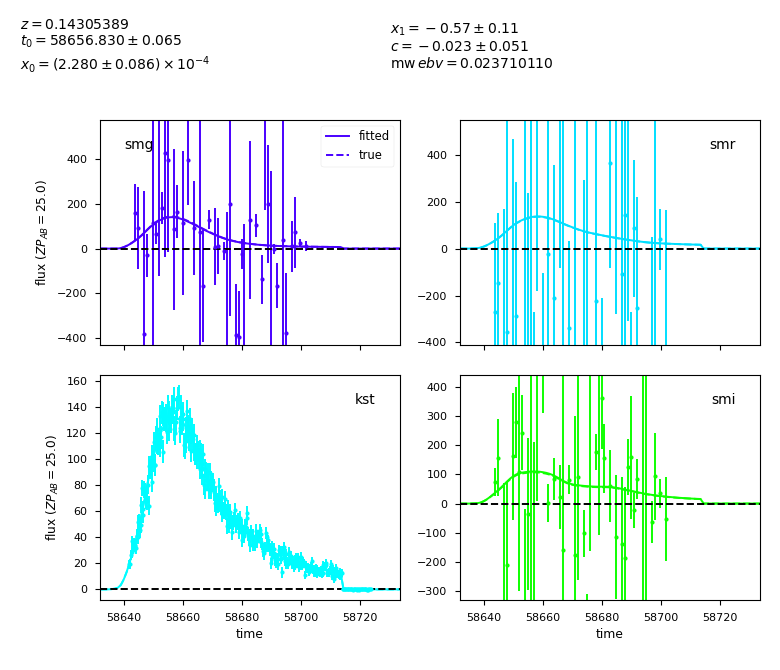 z = 0.14305389
t₀ = 58656.830 ± 0.065
x₀ = (2.280 ± 0.086) × 10⁻⁴
x₁ = −0.57 ± 0.11
c = −0.023 ± 0.051
mw ebv = 0.023710110
smg
fitted
true
400
200
0
−200
−400
flux (ZP_AB = 25.0)
smr
400
200
0
−200
−400
kst
160
140
120
100
80
60
40
20
0
flux (ZP_AB = 25.0)
58640 58660 58680 58700 58720
time
smi
400
300
200
100
0
−100
−200
−300
58640 58660 58680 58700 58720
time